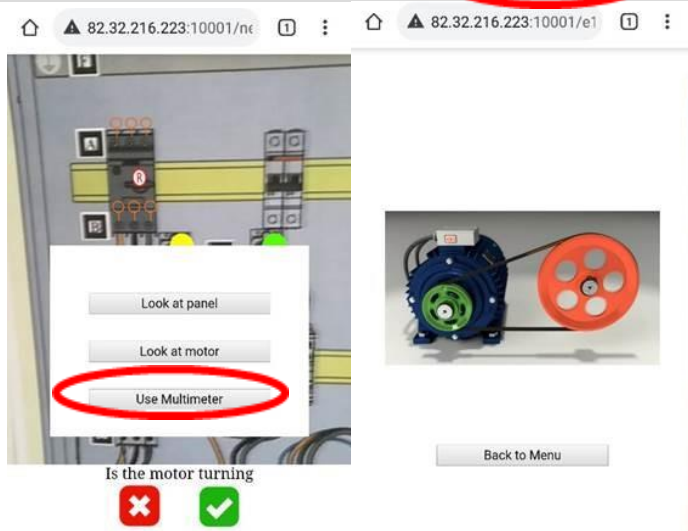 82.32.216.223:10001/ne
1
F
A
R
B
Look at panel
Look at motor
Use Multimeter
Is the motor turning
82.32.216.223:10001/e1
1
Back to Menu